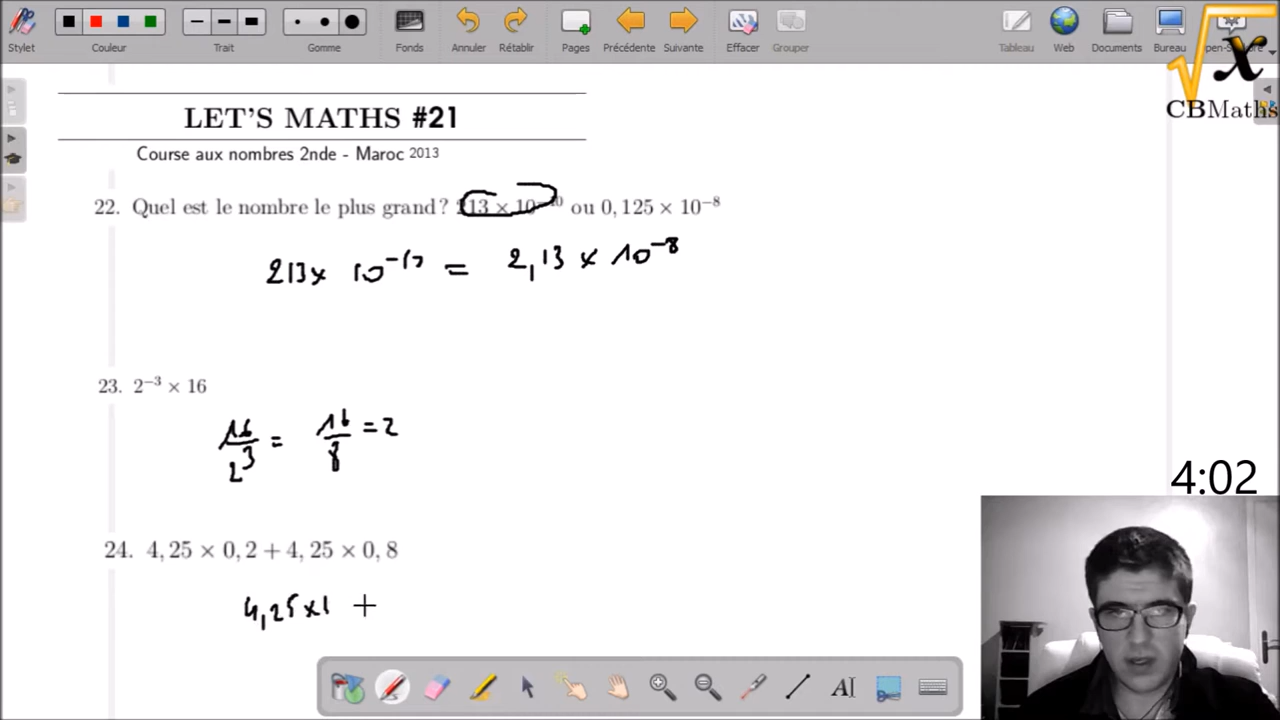 Stylet
Couleur
Trait
Gomme
Fonds
Annuler
Rétablir
Pages
Précédente
Suivante
Effacer
Grouper
Tableau
Web
Documents
Bureau
√x
CBMaths
LET'S MATHS #21
Course aux nombres 2nde - Maroc 2013
22. Quel est le nombre le plus grand? 213 × 10⁻¹⁰ ou 0, 125 × 10⁻⁸
213 × 10⁻¹⁰ = 2,13 × 10⁻⁸
23. 2⁻³ × 16
16/2³ = 16/8 = 2
24. 4, 25 × 0, 2 + 4, 25 × 0, 8
4,25 × 1
4:02
AI